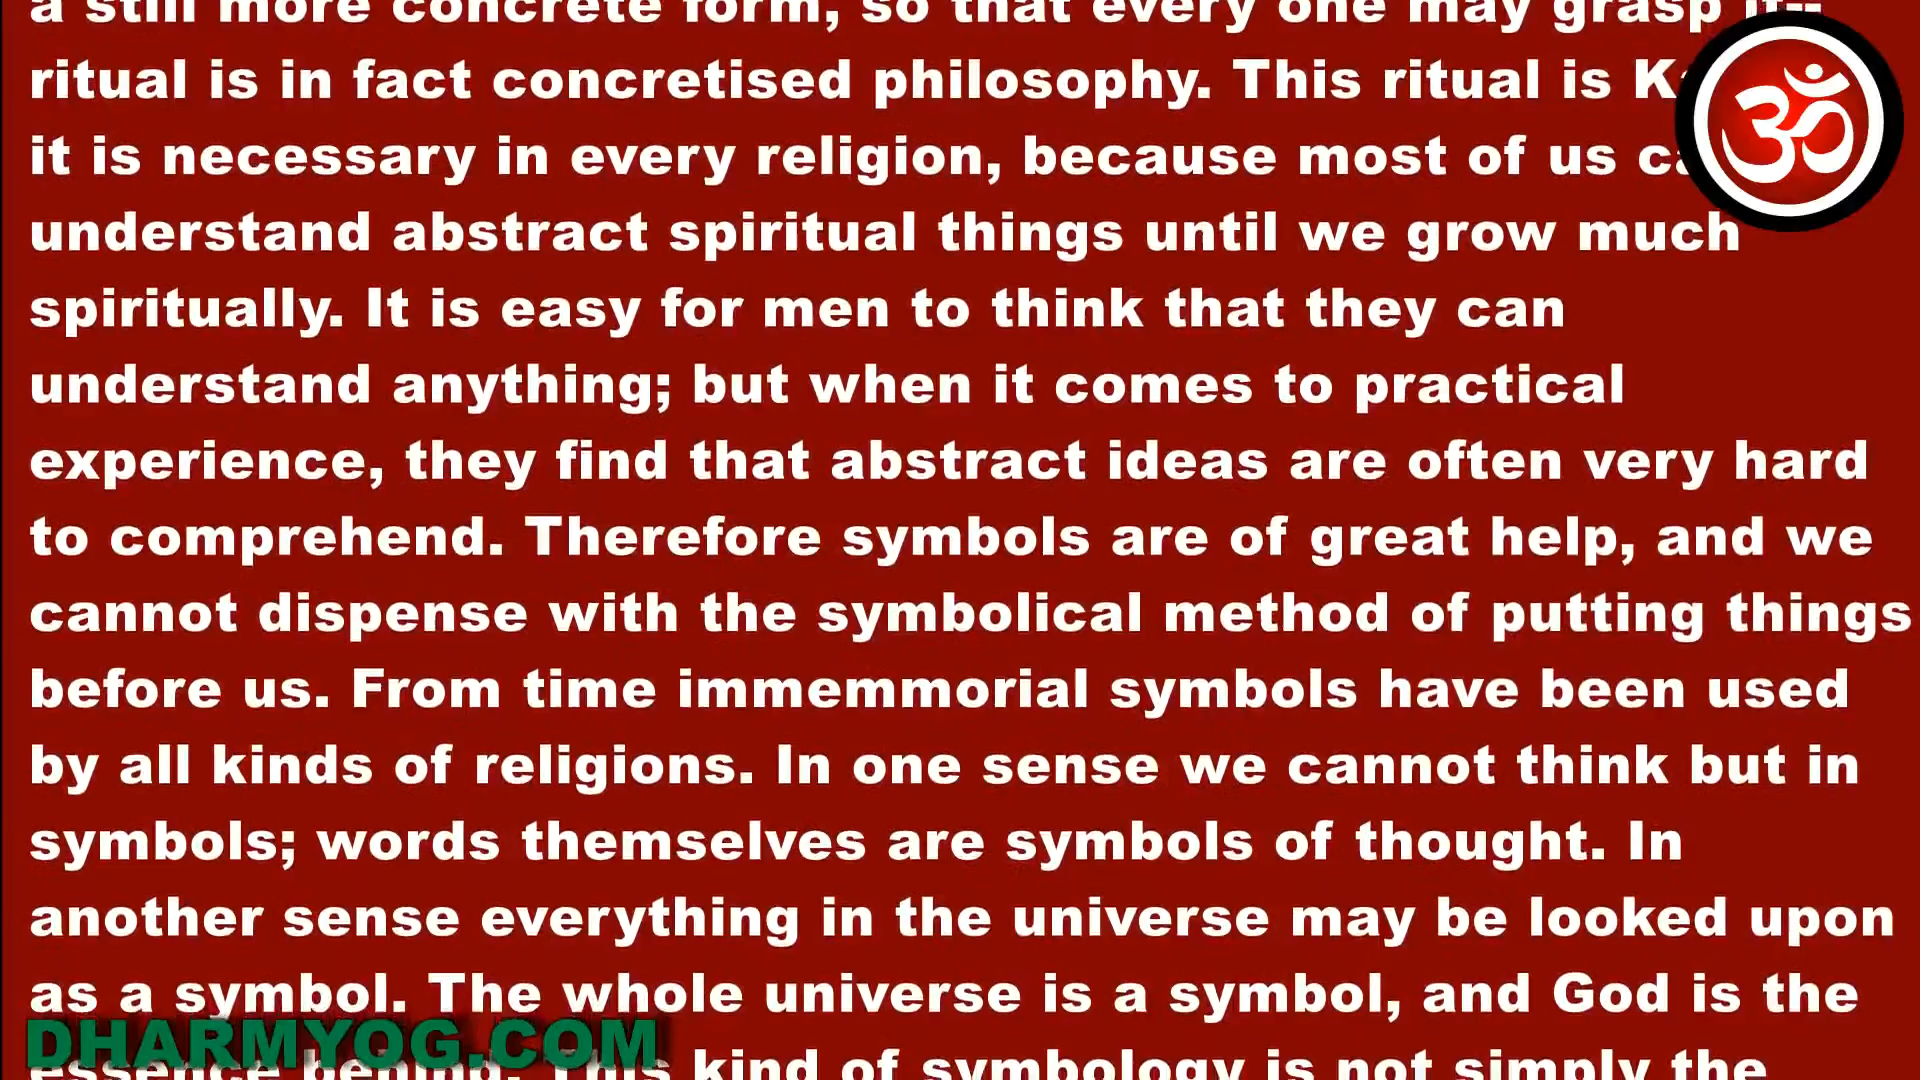 a still more concrete form, so that every one may grasp it--
ritual is in fact concretised philosophy. This ritual is
it is necessary in every religion, because most of us
understand abstract spiritual things until we grow much
spiritually. It is easy for men to think that they can
understand anything; but when it comes to practical
experience, they find that abstract ideas are often very hard
to comprehend. Therefore symbols are of great help, and we
cannot dispense with the symbolical method of putting things
before us. From time immemmorial symbols have been used
by all kinds of religions. In one sense we cannot think but in
symbols; words themselves are symbols of thought. In
another sense everything in the universe may be looked upon
as a symbol. The whole universe is a symbol, and God is the
essence behind. This kind of symbology is not simply the
ॐ
DHARMYOG.COM